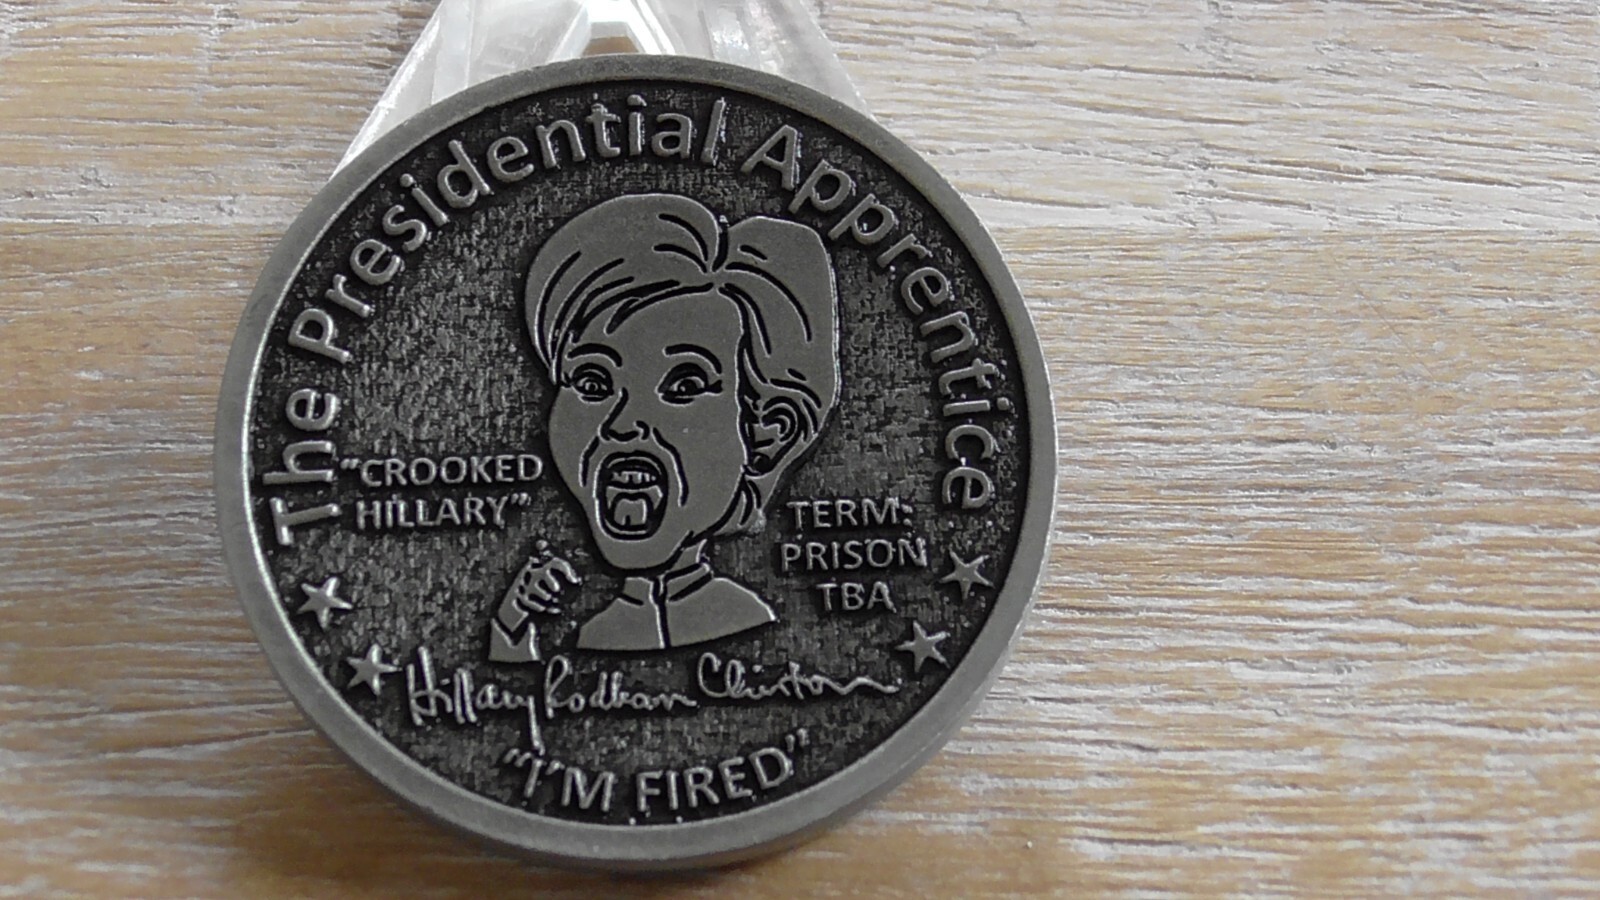 The Presidential Apprentice
"CROOKED
HILLARY"
TERM:
PRISON
TBA
Hillary Rodham Clinton
"I'M FIRED"